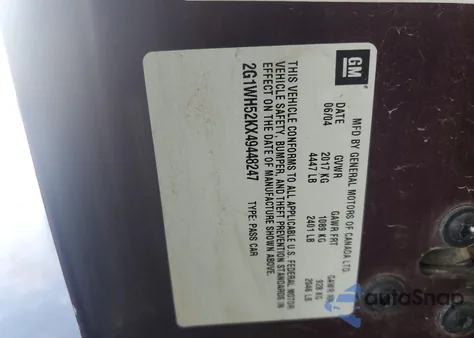 GM
MFD BY GENERAL MOTORS OF CANADA LTD.
DATE GVWR GAWR FRT GAWR RR
06/04 2017 KG 1089 KG 928 KG
4447 LB 2401 LB 2046 LB
THIS VEHICLE CONFORMS TO ALL APPLICABLE U.S. FEDERAL MOTOR
VEHICLE SAFETY, BUMPER, AND THEFT PREVENTION STANDARDS IN
EFFECT ON THE DATE OF MANUFACTURE SHOWN ABOVE.
2G1WH52KX49448247 TYPE: PASS CAR
autoSnap